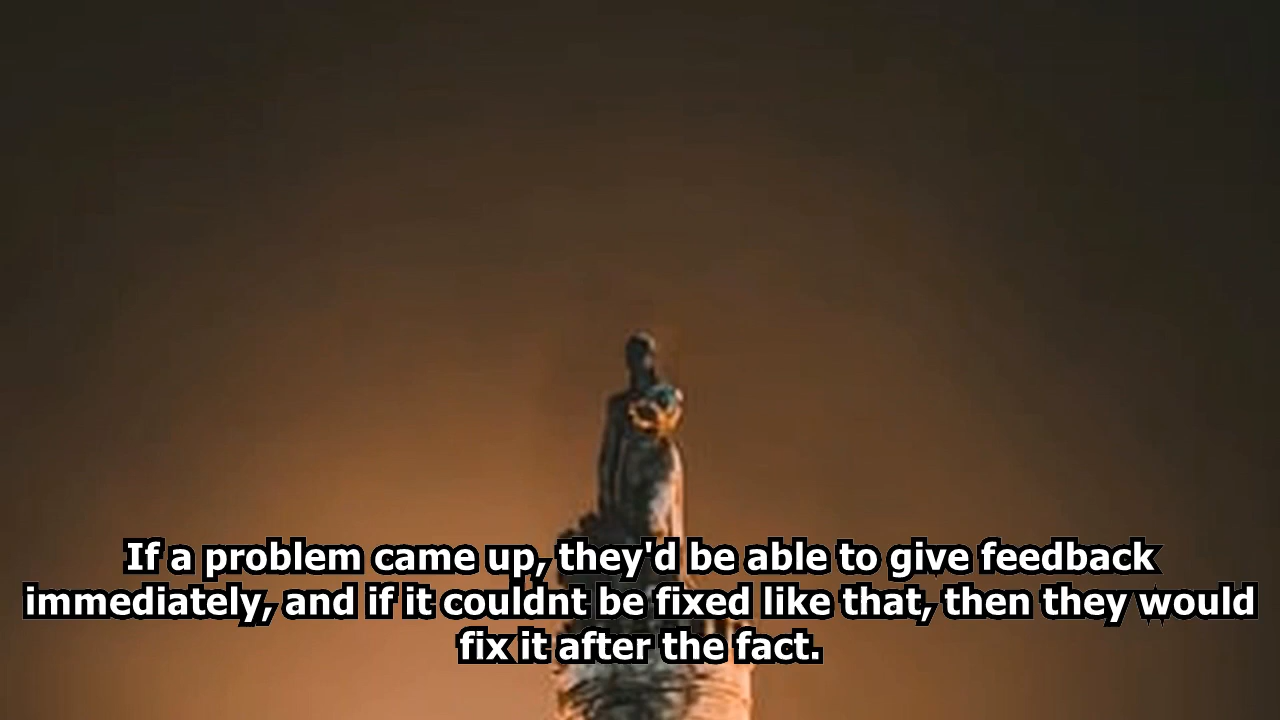 If a problem came up, they'd be able to give feedback
immediately, and if it couldnt be fixed like that, then they would
fix it after the fact.